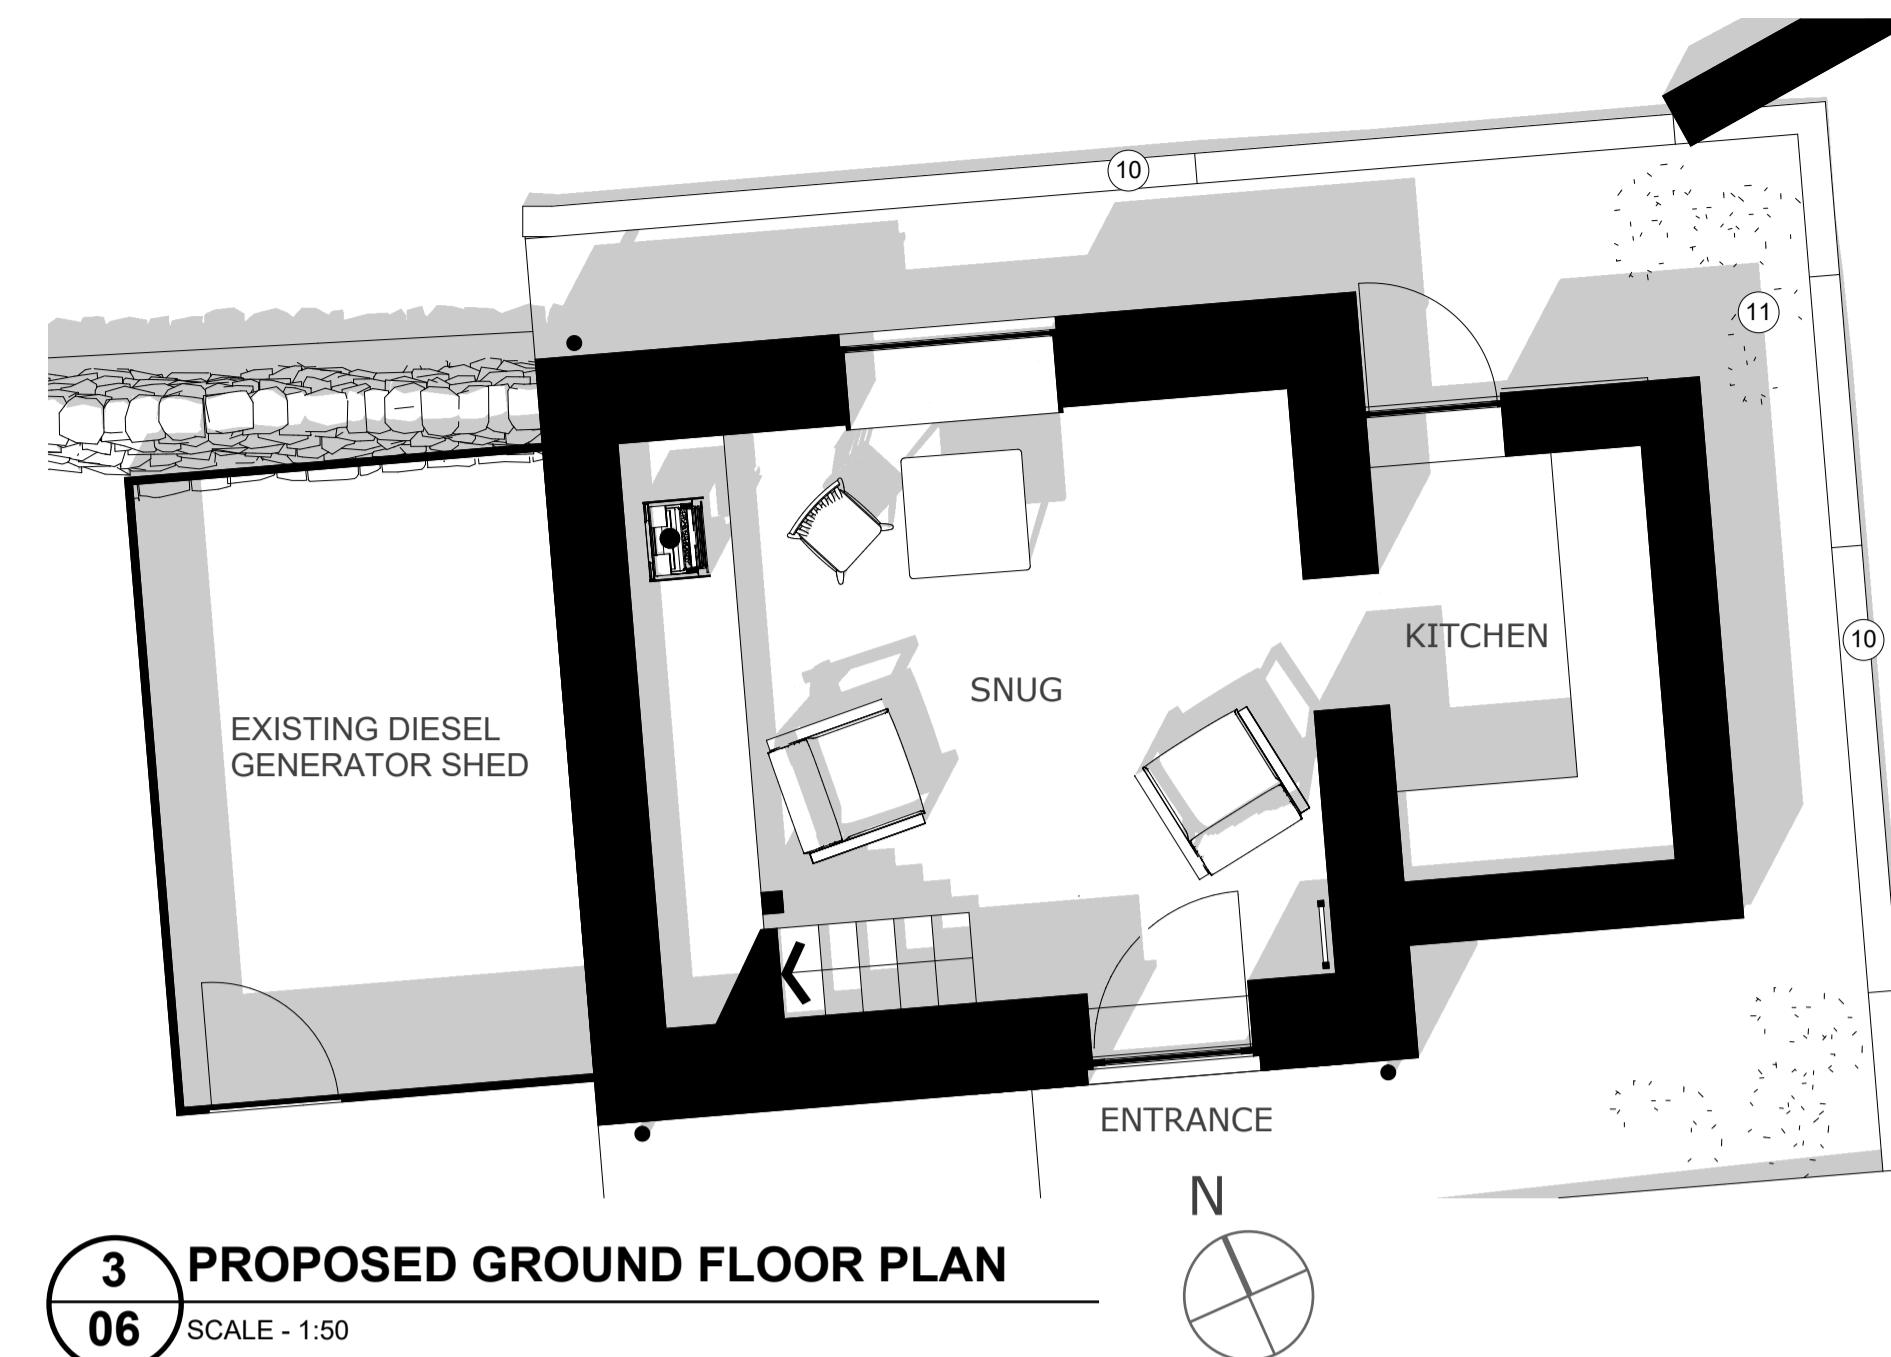 10
11
KITCHEN
10
SNUG
EXISTING DIESEL
GENERATOR SHED
ENTRANCE
N
3
06
PROPOSED GROUND FLOOR PLAN
SCALE - 1:50